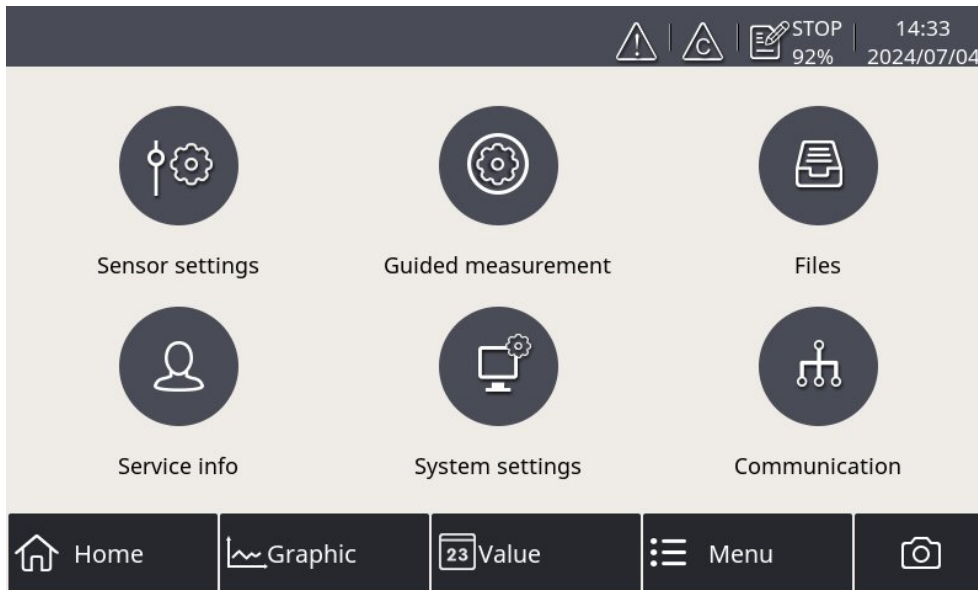 C
STOP
92%
14:33
2024/07/04
Sensor settings
Guided measurement
Files
Service info
System settings
Communication
Home
Graphic
23
Value
Menu